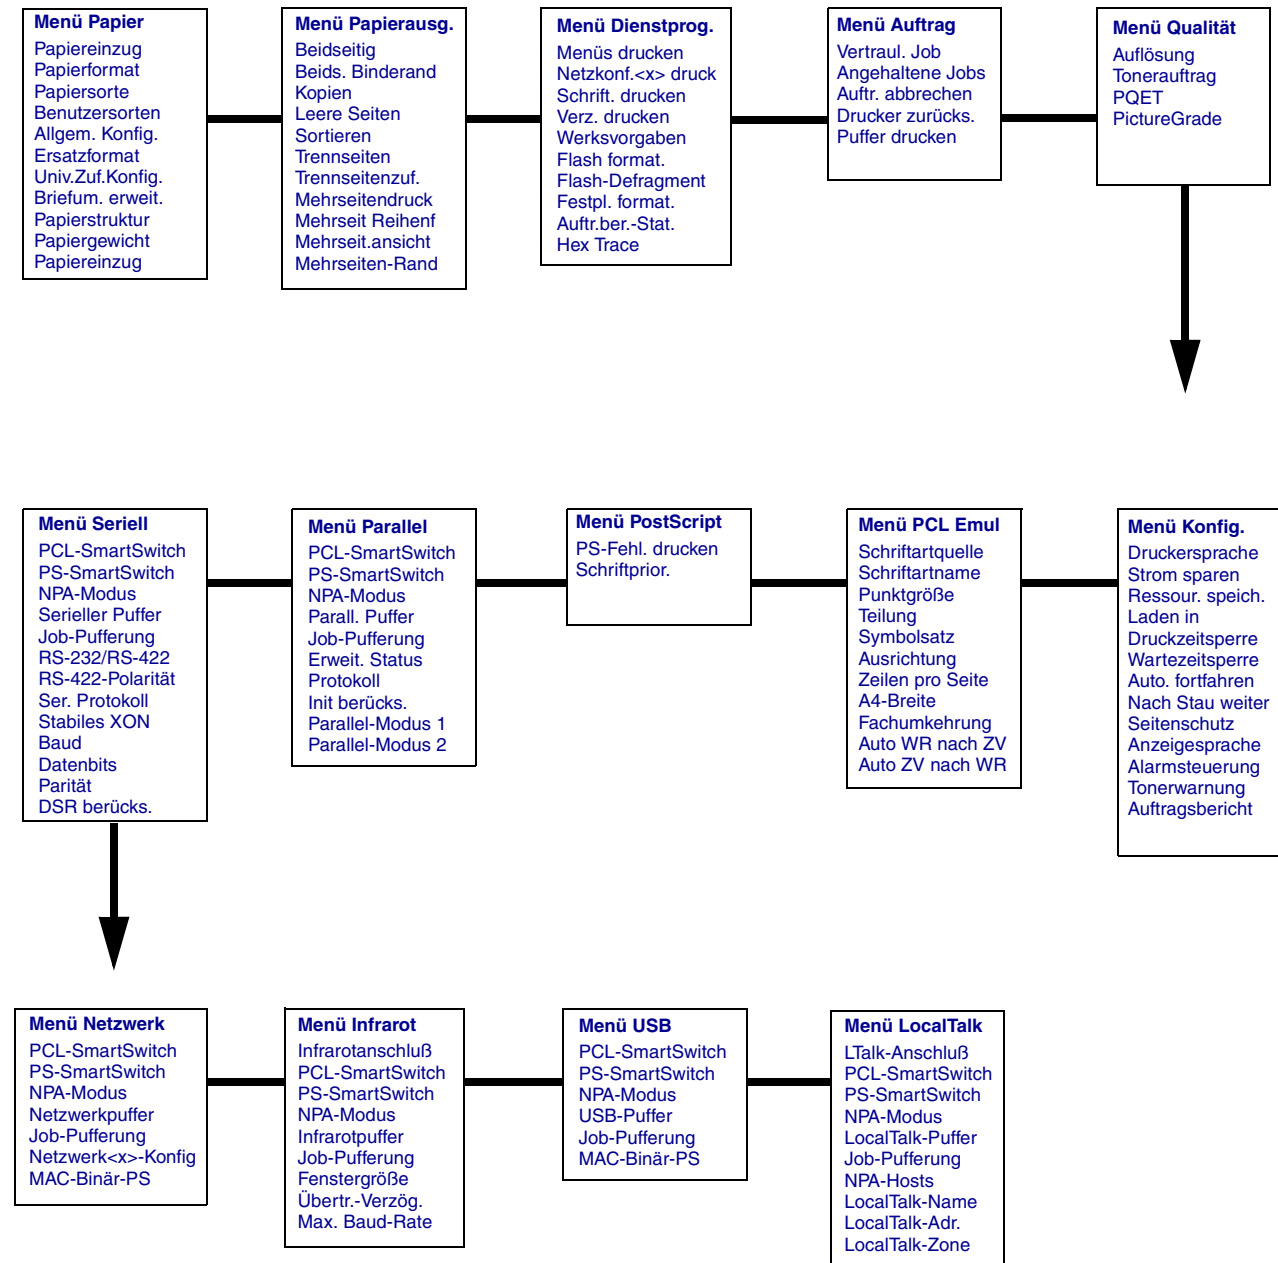 Menü Papier
Papiereinzug
Papierformat
Papiersorte
Benutzersorten
Allgem. Konfig.
Ersatzformat
Univ.Zuf.Konfig.
Briefum. erweit.
Papierstruktur
Papiergewicht
Papiereinzug
Menü Papierausg.
Beidseitig
Beids. Binderand
Kopien
Leere Seiten
Sortieren
Trennseiten
Trennseitenzuf.
Mehrseitendruck
Mehrseit Reihenf
Mehrseit.ansicht
Mehrseiten-Rand
Menü Dienstprog.
Menüs drucken
Netzkonf.<x> druck
Schrift. drucken
Verz. drucken
Werksvorgaben
Flash format.
Flash-Defragment
Festpl. format.
Auftr.ber.-Stat.
Hex Trace
Menü Auftrag
Vertraul. Job
Angehaltene Jobs
Auftr. abbrechen
Drucker zurücks.
Puffer drucken
Menü Qualität
Auflösung
Tonerauftrag
PQET
PictureGrade
Menü Seriell
PCL-SmartSwitch
PS-SmartSwitch
NPA-Modus
Serieller Puffer
Job-Pufferung
RS-232/RS-422
RS-422-Polarität
Ser. Protokoll
Stabiles XON
Baud
Datenbits
Parität
DSR berücks.
Menü Parallel
PCL-SmartSwitch
PS-SmartSwitch
NPA-Modus
Parall. Puffer
Job-Pufferung
Erweit. Status
Protokoll
Init berücks.
Parallel-Modus 1
Parallel-Modus 2
Menü PostScript
PS-Fehl. drucken
Schriftprior.
Menü PCL Emul
Schriftartquelle
Schriftartname
Punktgröße
Teilung
Symbolsatz
Ausrichtung
Zeilen pro Seite
A4-Breite
Fachumkehrung
Auto WR nach ZV
Auto ZV nach WR
Menü Konfig.
Druckersprache
Strom sparen
Ressour. speich.
Laden in
Druckzeitsperre
Wartezeitsperre
Auto. fortfahren
Nach Stau weiter
Seitenschutz
Anzeigesprache
Alarmsteuerung
Tonerwarnung
Auftragsbericht
Menü Netzwerk
PCL-SmartSwitch
PS-SmartSwitch
NPA-Modus
Netzwerkpuffer
Job-Pufferung
Netzwerk<x>-Konfig
MAC-Binär-PS
Menü Infrarot
Infrarotanschluß
PCL-SmartSwitch
PS-SmartSwitch
NPA-Modus
Infrarotpuffer
Job-Pufferung
Fenstergröße
Übertr.-Verzög.
Max. Baud-Rate
Menü USB
PCL-SmartSwitch
PS-SmartSwitch
NPA-Modus
USB-Puffer
Job-Pufferung
MAC-Binär-PS
Menü LocalTalk
LTalk-Anschluß
PCL-SmartSwitch
PS-SmartSwitch
NPA-Modus
LocalTalk-Puffer
Job-Pufferung
NPA-Hosts
LocalTalk-Name
LocalTalk-Adr.
LocalTalk-Zone